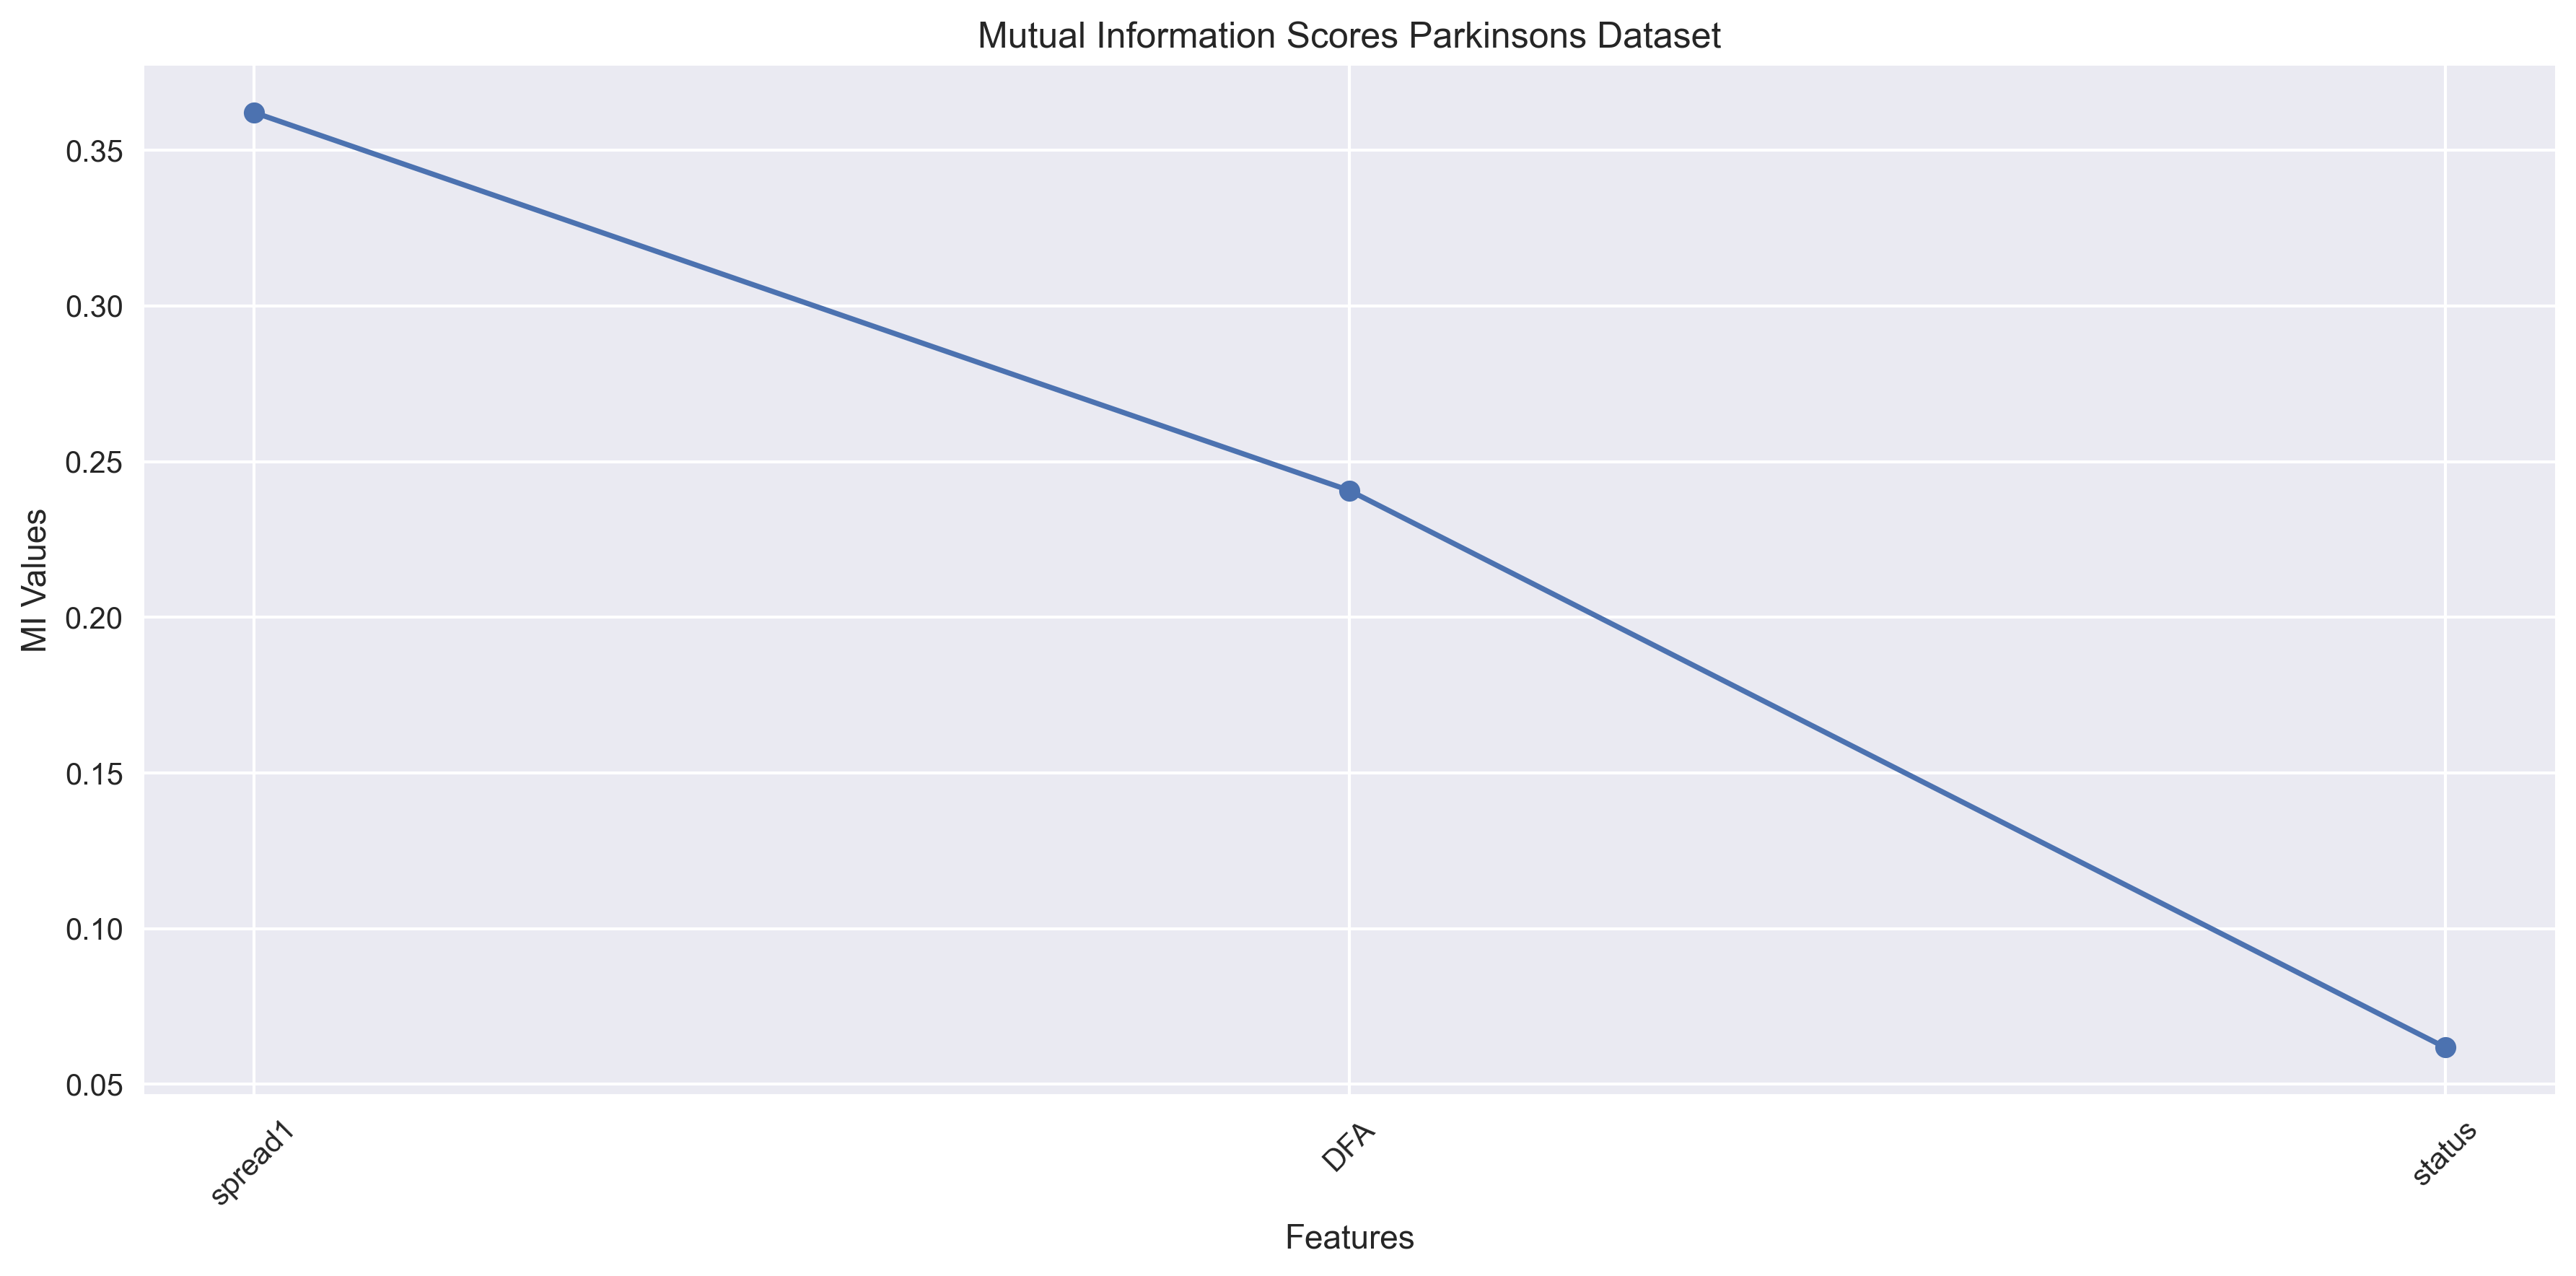 Mutual Information Scores Parkinsons Dataset
0.35
0.30
0.25
0.20
0.15
0.10
0.05
MI Values
spread1
DFA
status
Features